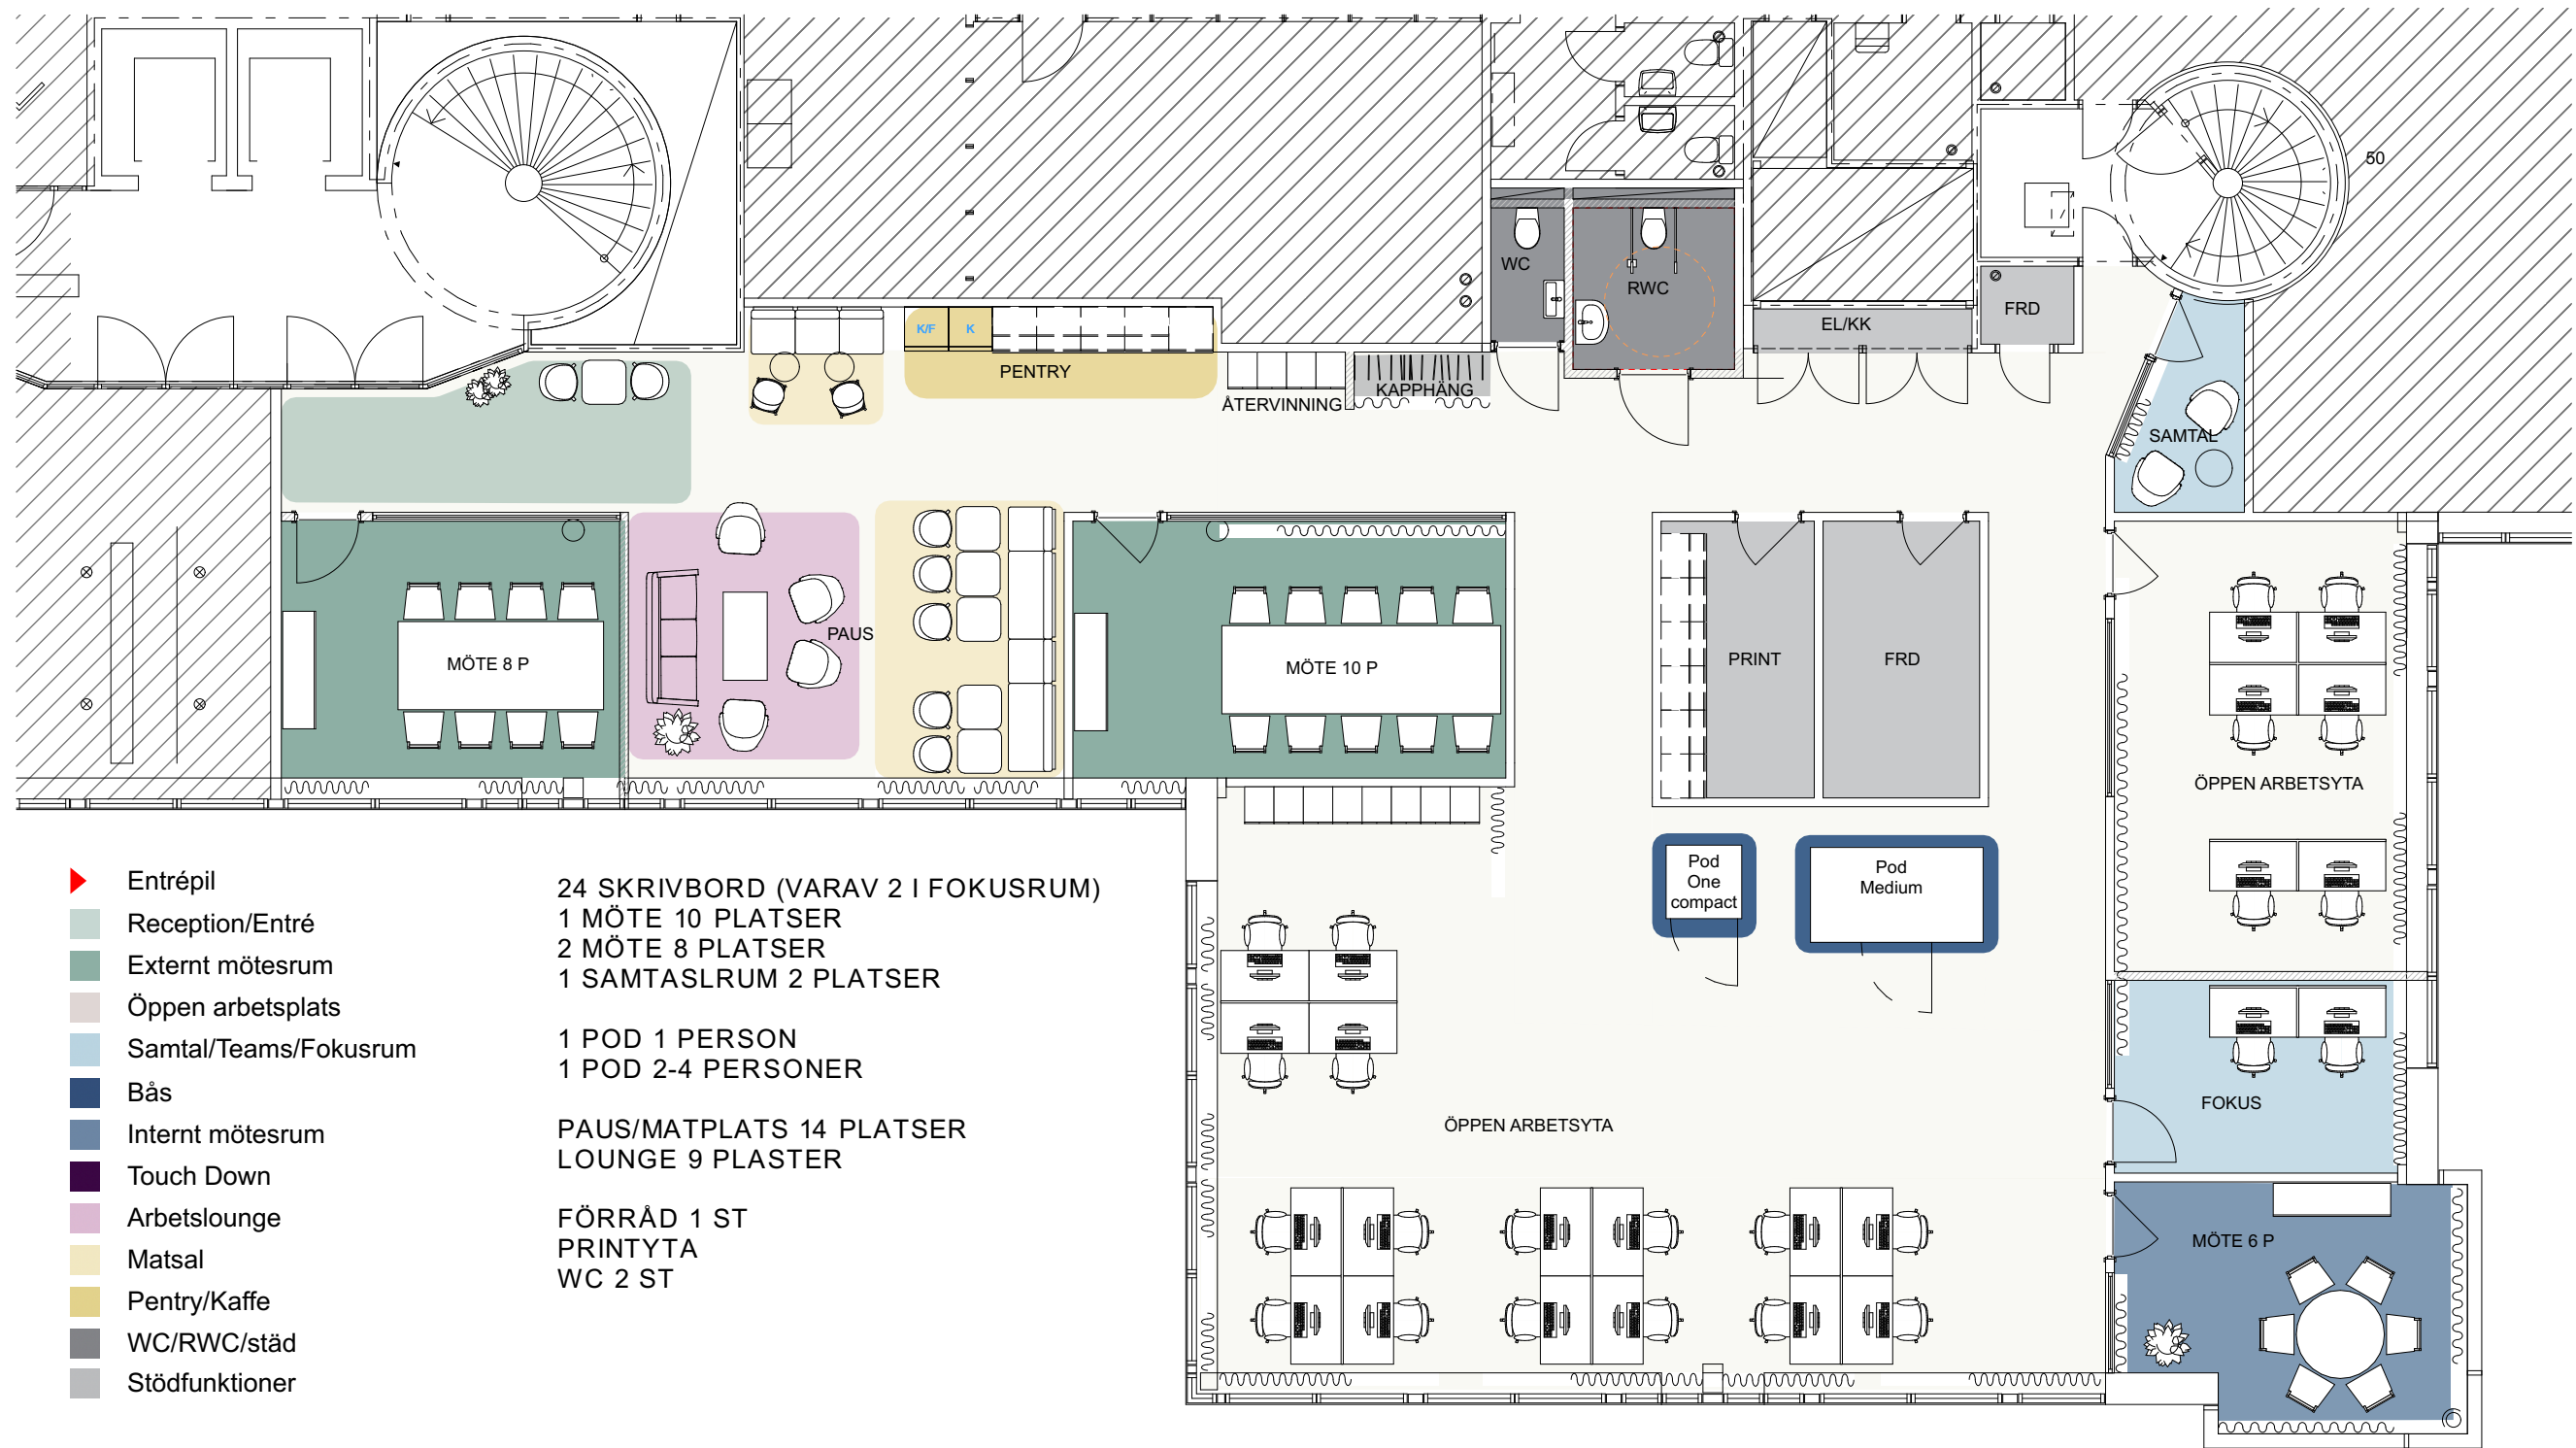 50
WC
RWC
EL/KK
FRD
K/F
K
PENTRY
ÅTERVINNING
KAPPHÄNG
SAMTAL
PAUS
MÖTE 8 P
MÖTE 10 P
PRINT
FRD
ÖPPEN ARBETSYTA
Pod
One
compact
Pod
Medium
FOKUS
ÖPPEN ARBETSYTA
MÖTE 6 P
Entrépil
Reception/Entré
Externt mötesrum
Öppen arbetsplats
Samtal/Teams/Fokusrum
Bås
Internt mötesrum
Touch Down
Arbetslounge
Matsal
Pentry/Kaffe
WC/RWC/städ
Stödfunktioner
24 SKRIVBORD (VARAV 2 I FOKUSRUM)
1 MÖTE 10 PLATSER
2 MÖTE 8 PLATSER
1 SAMTASLRUM 2 PLATSER
1 POD 1 PERSON
1 POD 2-4 PERSONER
PAUS/MATPLATS 14 PLATSER
LOUNGE 9 PLASTER
FÖRRÅD 1 ST
PRINTYTA
WC 2 ST